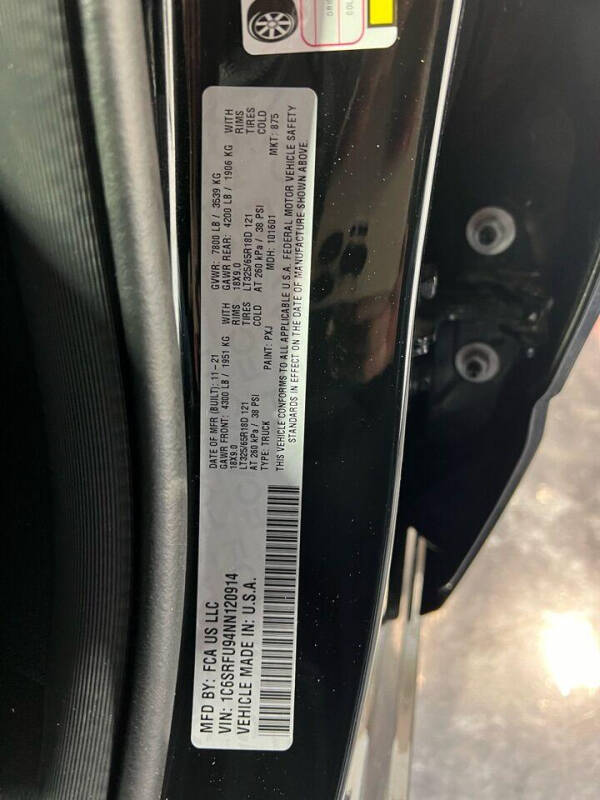 MFD BY: FCA US LLC
VIN: 1C6SRFU94NN120914
VEHICLE MADE IN: U.S.A.
DATE OF MFR (BUILT): 11-21 GVWR: 7800 LB / 3539 KG
GAWR FRONT: 4300 LB / 1951 KG WITH GAWR REAR: 4200 LB / 1906 KG WITH
18X9.0 RIMS 18X9.0 RIMS
LT325/65R18D 121 TIRES LT325/65R18D 121 TIRES
AT 260 kPa / 38 PSI COLD AT 260 kPa / 38 PSI COLD
TYPE: TRUCK PAINT: PXJ MDH: 101601 MKT: 875
THIS VEHICLE CONFORMS TO ALL APPLICABLE U.S.A. FEDERAL MOTOR VEHICLE SAFETY
STANDARDS IN EFFECT ON THE DATE OF MANUFACTURE SHOWN ABOVE.